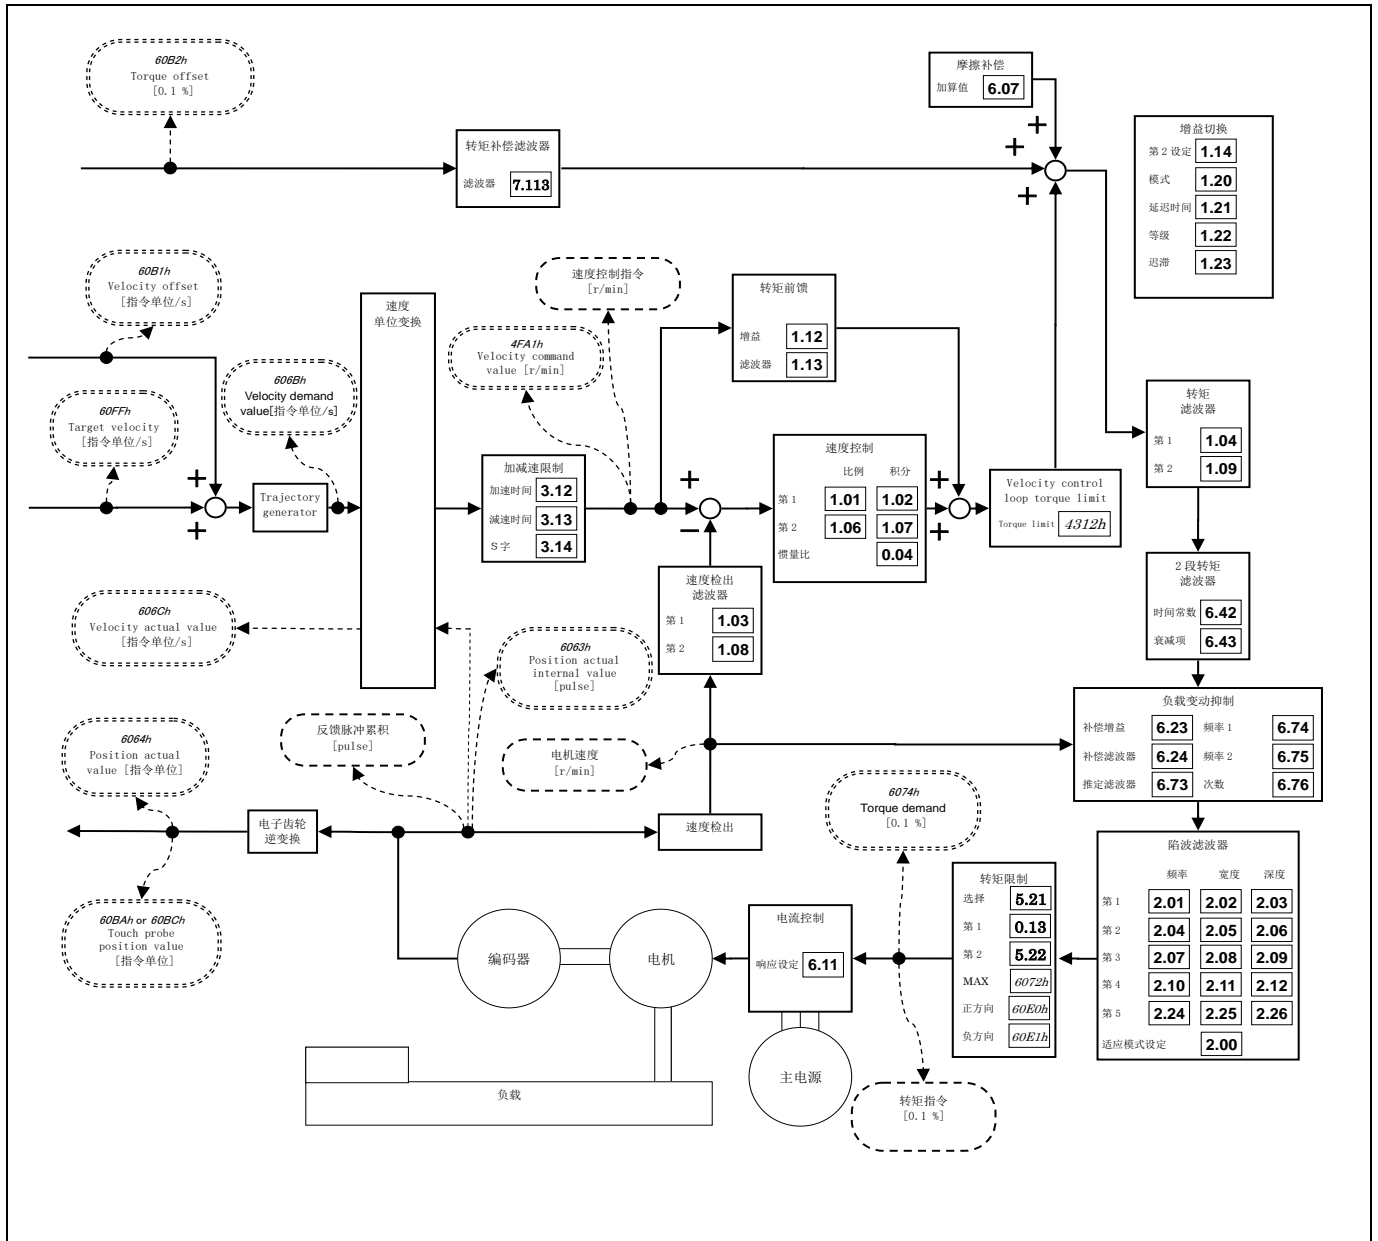 60B2h
Torque offset
[0.1 %]
摩擦补偿
加算值 6.07
转矩补偿滤波器
滤波器 7.113
+
+
+
增益切换
第 2 设定 1.14
模式 1.20
延迟时间 1.21
等级 1.22
迟滞 1.23
60B1h
Velocity offset
[指令单位/s]
速度
单位变换
速度控制指令
[r/min]
4FA1h
Velocity command
value [r/min]
转矩前馈
增益 1.12
滤波器 1.13
606Bh
Velocity demand
value[指令单位/s]
60FFh
Target velocity
[指令单位/s]
+
+
Trajectory
generator
加减速限制
加速时间 3.12
减速时间 3.13
S 字 3.14
+
−
速度控制
比例 积分
第 1 1.01 1.02
第 2 1.06 1.07
惯量比 0.04
+
+
Velocity control
loop torque limit
Torque limit 4312h
转矩
滤波器
第 1 1.04
第 2 1.09
2 段转矩
滤波器
时间常数 6.42
衰减项 6.43
速度检出
滤波器
第 1 1.03
第 2 1.08
606Ch
Velocity actual value
[指令单位/s]
6063h
Position actual
internal value
[pulse]
反馈脉冲累积
[pulse]
电机速度
[r/min]
负载变动抑制
补偿增益 6.23 频率 1 6.74
补偿滤波器 6.24 频率 2 6.75
推定滤波器 6.73 次数 6.76
6064h
Position actual
value [指令单位]
电子齿轮
逆变换
速度检出
6074h
Torque demand
[0.1 %]
陷波滤波器
频率 宽度 深度
第 1 2.01 2.02 2.03
第 2 2.04 2.05 2.06
第 3 2.07 2.08 2.09
第 4 2.10 2.11 2.12
第 5 2.24 2.25 2.26
适应模式设定 2.00
转矩限制
选择 5.21
第 1 0.13
第 2 5.22
MAX 6072h
正方向 60E0h
负方向 60E1h
60BAh or 60BCh
Touch probe
position value
[指令单位]
编码器
电机
电流控制
响应设定 6.11
主电源
负载
转矩指令
[0.1 %]